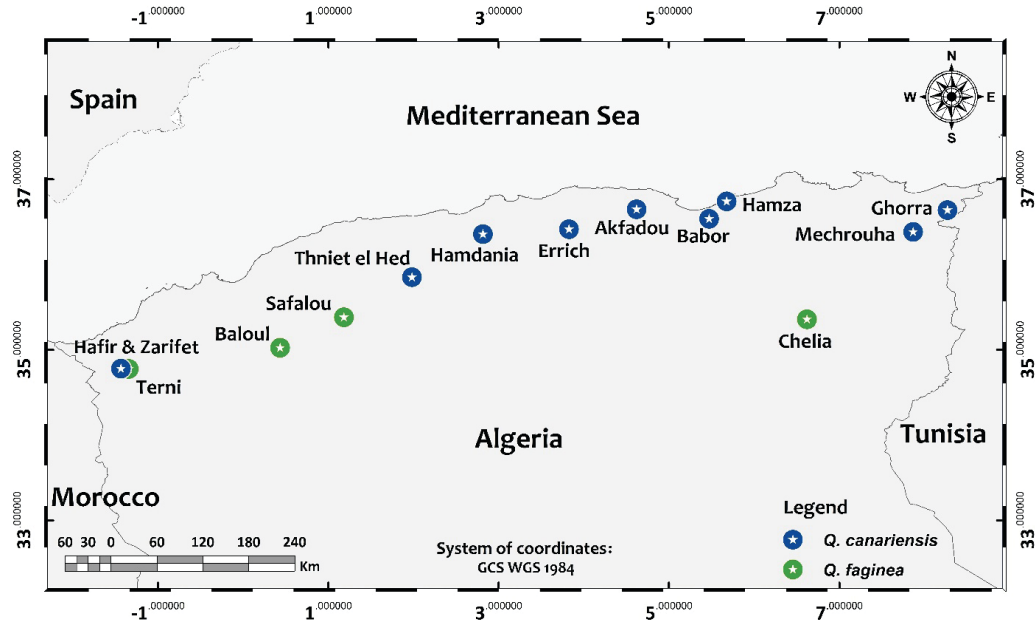 -1.000000 1.000000 3.000000 5.000000 7.000000
N
W E
S
Spain
Mediterranean Sea
37.000000 37.000000
Hamza
Ghorra
Akfadou
Babor
Mechrouha
Hamdania
Errich
Thniet el Hed
Safalou
Baloul
Chelia
35.000000 35.000000
Hafir & Zarifet
Terni
Algeria
Tunisia
Morocco
Legend
Q. canariensis
Q. faginea
33.000000 33.000000
60 30 0 60 120 180 240
Km
System of coordinates:
GCS WGS 1984
-1.000000 1.000000 3.000000 5.000000 7.000000